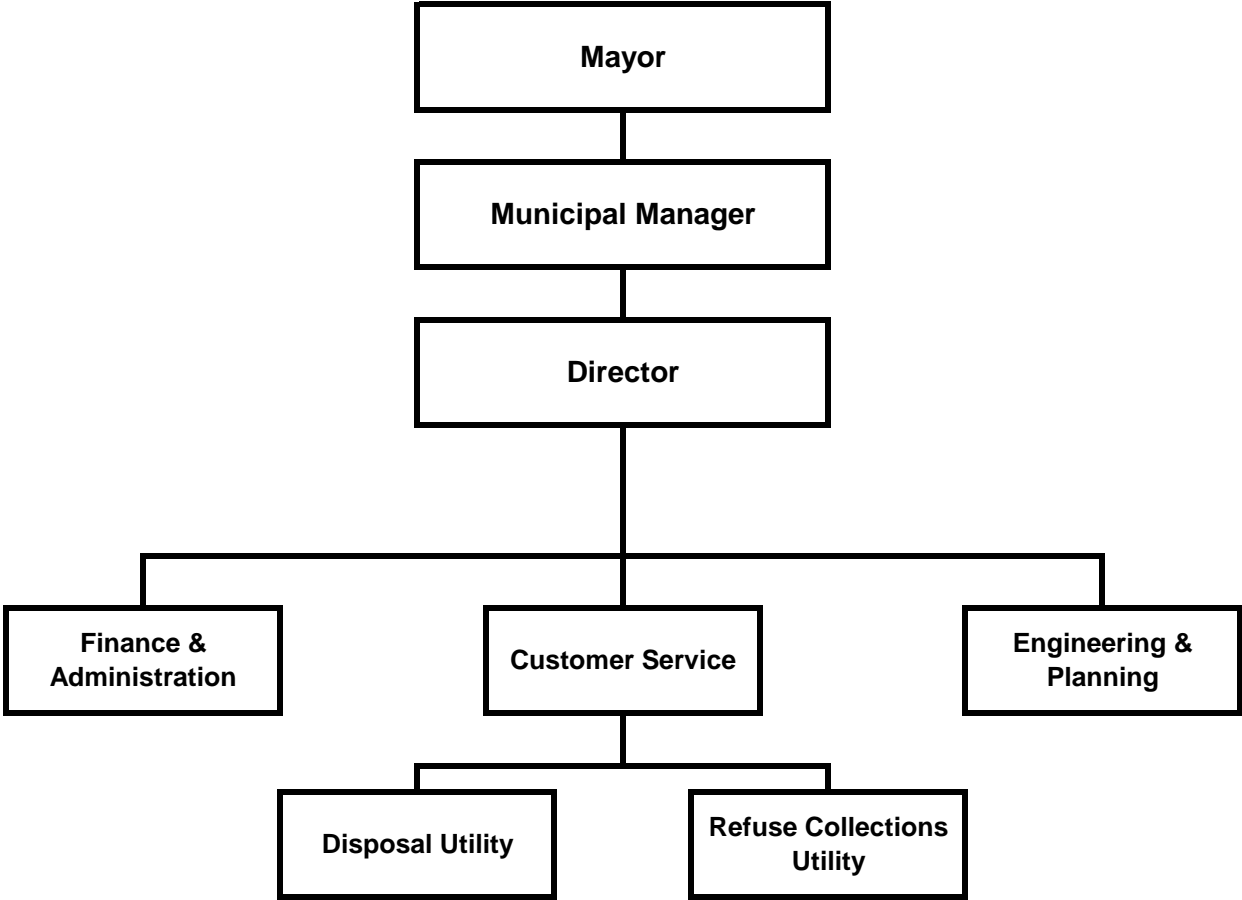 Mayor
Municipal Manager
Director
Finance &
Administration
Customer Service
Engineering &
Planning
Disposal Utility
Refuse Collections
Utility